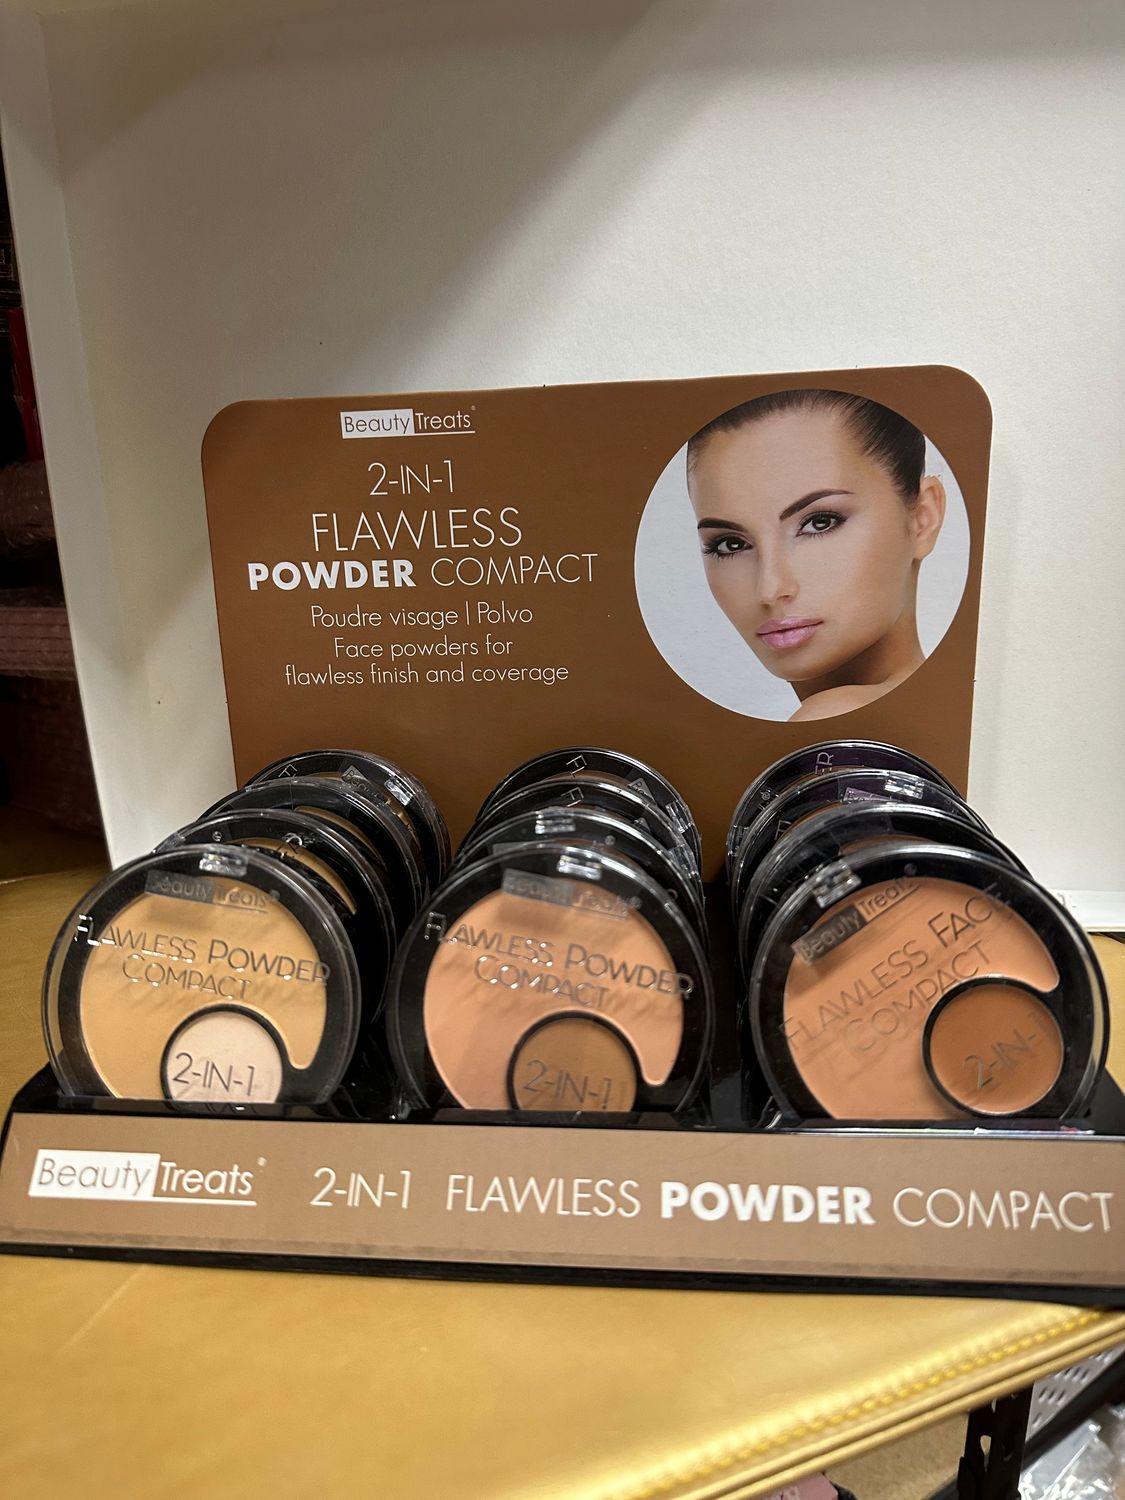 Beauty Treats®
2-IN-1
FLAWLESS
POWDER COMPACT
Poudre visage | Polvo
Face powders for
flawless finish and coverage
Beauty Treats
FLAWLESS POWDER
COMPACT
2-IN-1
Beauty Treats®
FLAWLESS POWDER
COMPACT
2-IN-1
Beauty Treats
FLAWLESS FACE
COMPACT
2-IN-1
Beauty Treats® 2-IN-1 FLAWLESS POWDER COMPACT